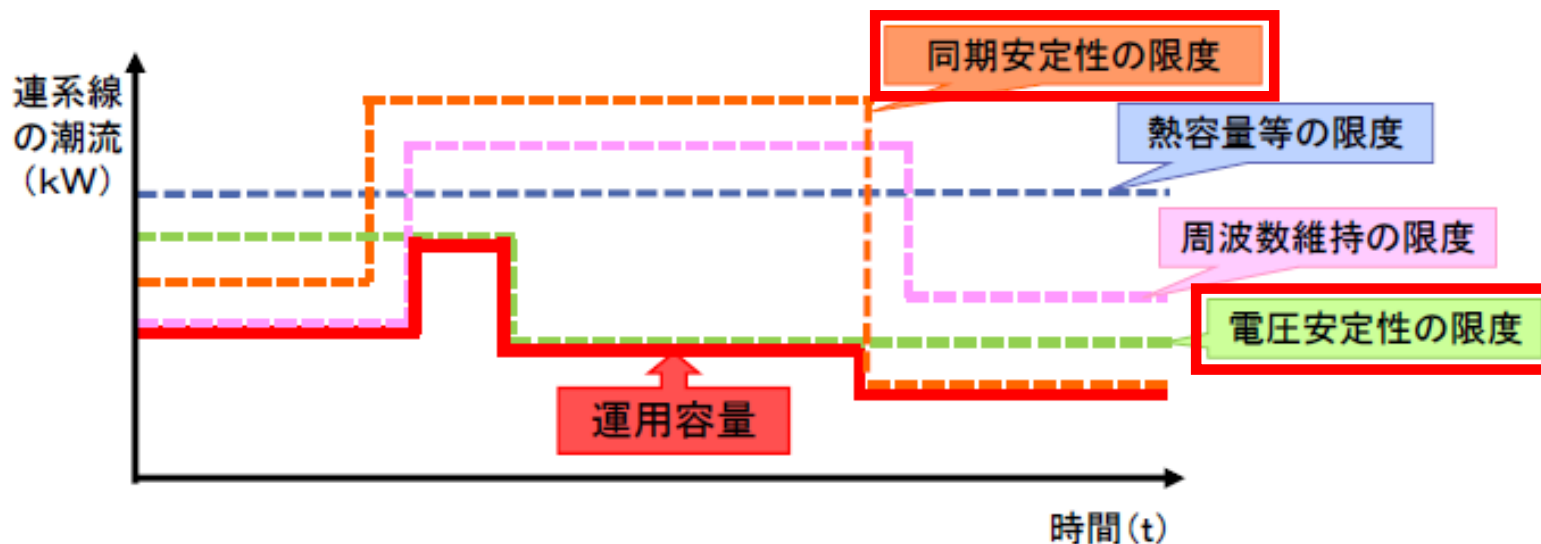 同期安定性の限度
連系線
の潮流
（kW）
熱容量等の限度
周波数維持の限度
電圧安定性の限度
運用容量
時間（t）